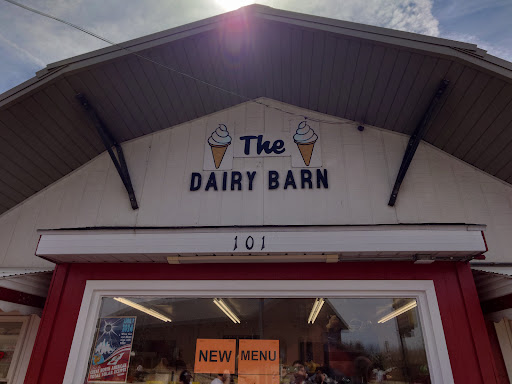 The
DAIRY BARN
101
NEW MENU